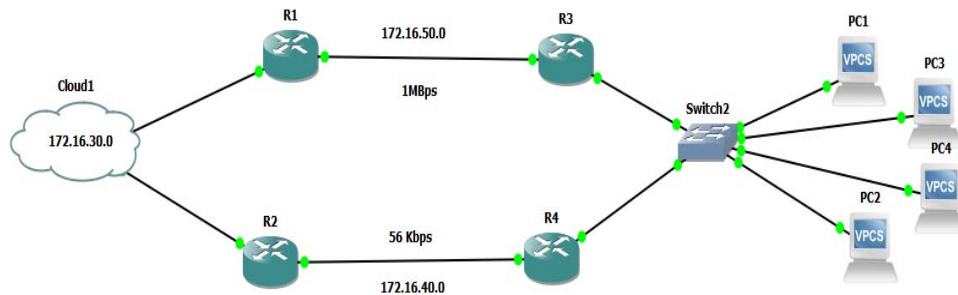 R1
172.16.50.0
R3
PC1
VPCS
Cloud1
1MBps
PC3
VPCS
172.16.30.0
Switch2
PC4
VPCS
R2
56 Kbps
R4
PC2
VPCS
172.16.40.0